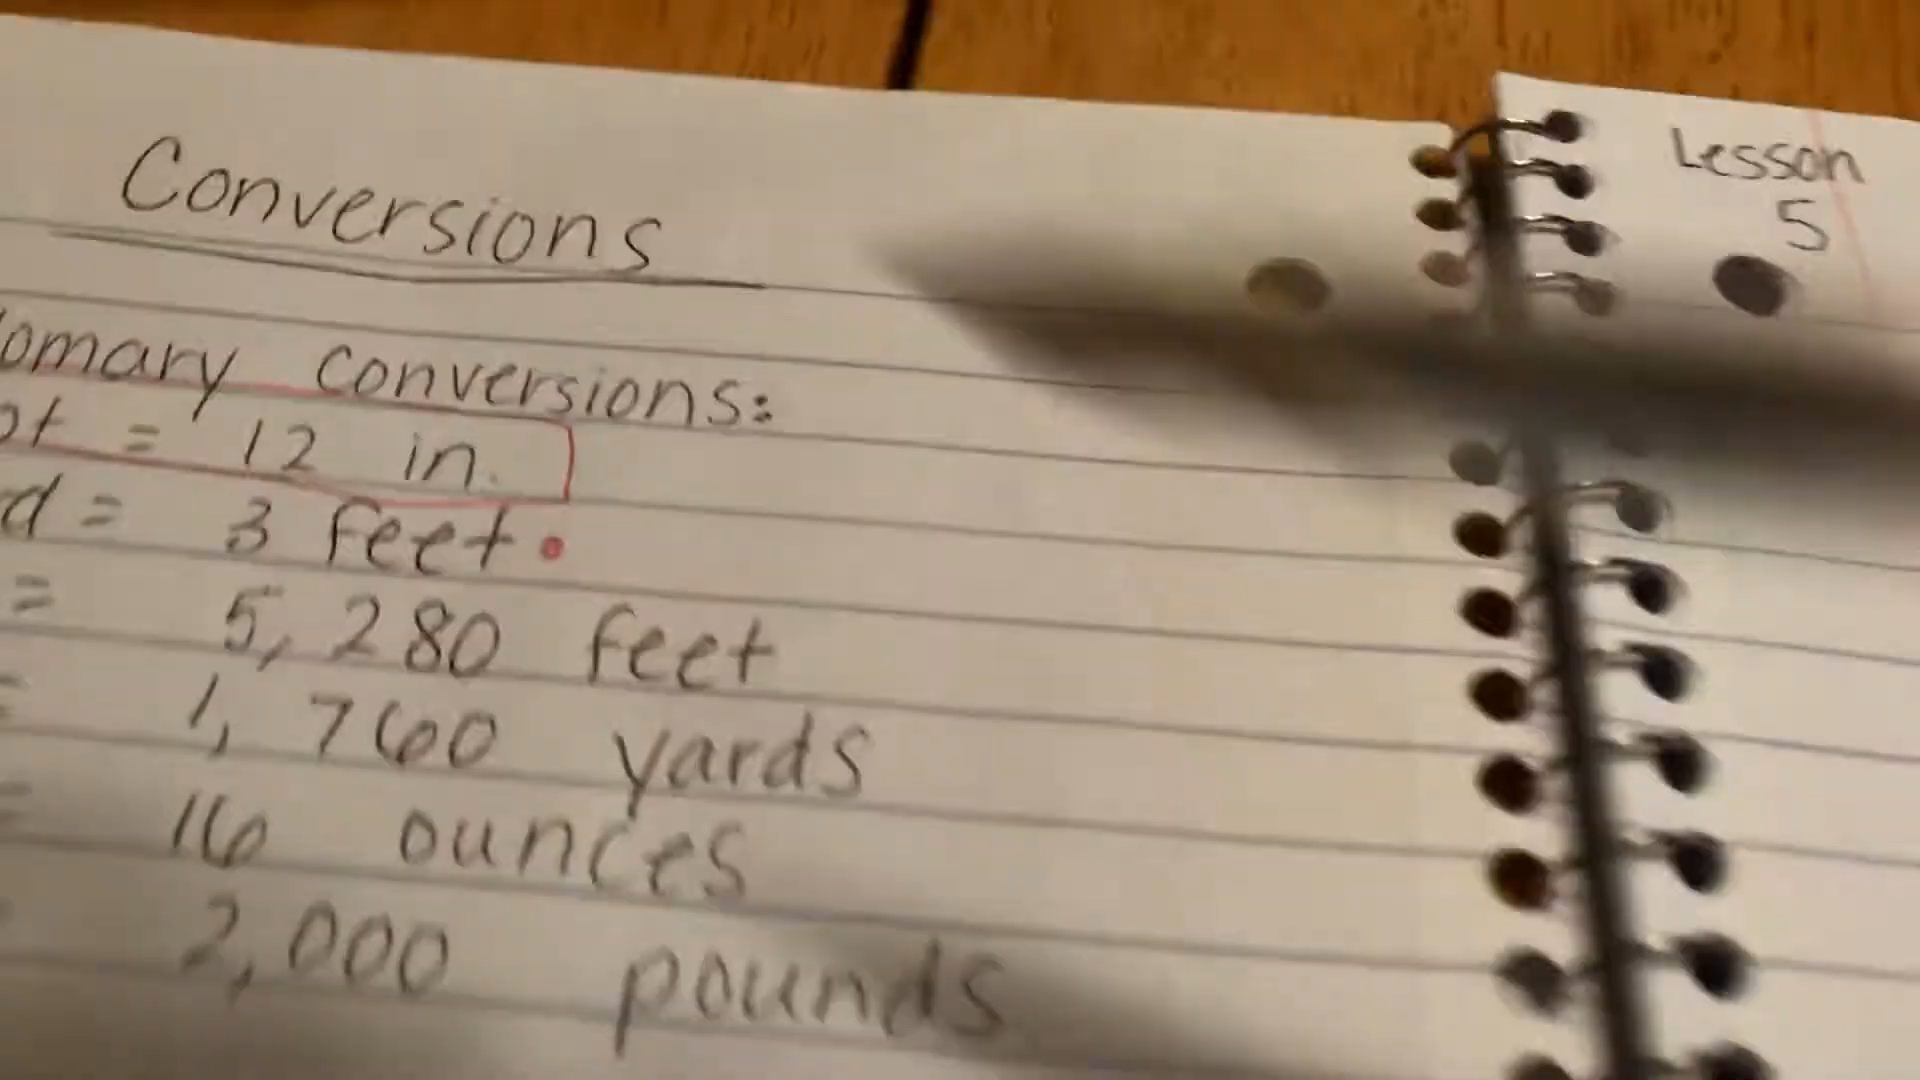 Conversions
omary conversions:
ot = 12 in.
d = 3 feet
= 5,280 feet
= 1,760 yards
= 16 ounces
2,000 pounds
Lesson
5